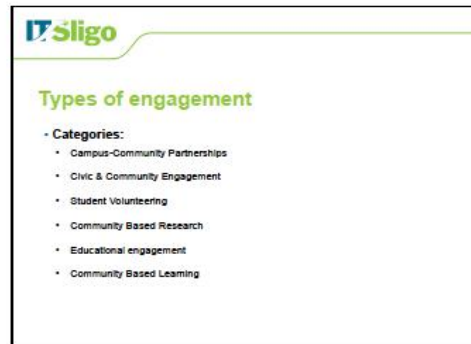 IT Sligo
Types of engagement
• Categories:
• Campus-Community Partnerships
• Civic & Community Engagement
• Student Volunteering
• Community Based Research
• Educational engagement
• Community Based Learning